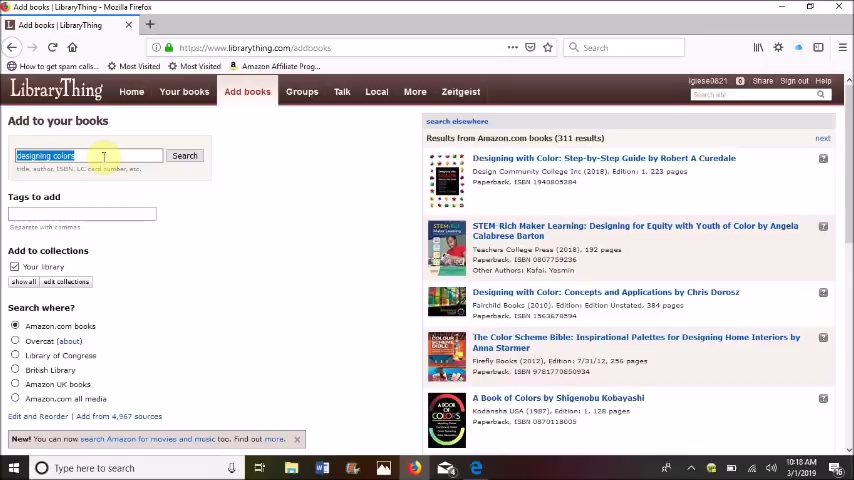 Add books | LibraryThing - Mozilla Firefox
Add books | LibraryThing
https://www.librarything.com/addbooks
Search
How to get spam calls...
Most Visited
Most Visited
Amazon Affiliate Prog...
LibraryThing
Home
Your books
Add books
Groups
Talk
Local
More
Zeitgeist
lgiese0821
0
Share
Sign out
Help
Search site
Add to your books
designing colors
Search
title, author, ISBN, LC card number, etc.
Tags to add
Separate with commas
Add to collections
Your library
show all
edit collections
Search where?
Amazon.com books
Overcat (about)
Library of Congress
British Library
Amazon UK books
Amazon.com all media
Edit and Reorder | Add from 4,967 sources
New! You can now search Amazon for movies and music too. Find out more.
search elsewhere
Results from Amazon.com books (311 results)
next
Designing with Color: Step-by-Step Guide by Robert A Curedale
Design Community College Inc (2018), Edition: 1, 223 pages
Paperback, ISBN 1940805384
STEM-Rich Maker Learning: Designing for Equity with Youth of Color by Angela
Calabrese Barton
Teachers College Press (2018), 192 pages
Paperback, ISBN 0807759236
Other Authors: Kafai, Yasmin
Designing with Color: Concepts and Applications by Chris Dorosz
Fairchild Books (2010), Edition: Edition Unstated, 384 pages
Paperback, ISBN 1563678594
The Color Scheme Bible: Inspirational Palettes for Designing Home Interiors by
Anna Starmer
Firefly Books (2012), Edition: 7/31/12, 256 pages
Paperback, ISBN 9781770850934
A Book of Colors by Shigenobu Kobayashi
Kodansha USA (1987), Edition: 1, 128 pages
Paperback, ISBN 0870118005
Type here to search
10:18 AM
3/1/2019